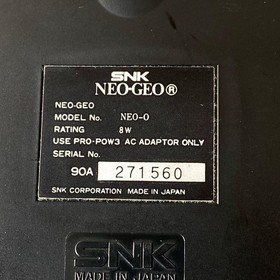 SNK
NEO·GEO®
NEO-GEO
MODEL No. NEO-O
RATING 8W
USE PRO-POW3 AC ADAPTOR ONLY
SERIAL No.
90A 271560
SNK CORPORATION MADE IN JAPAN
SNK
MADE IN JAPAN